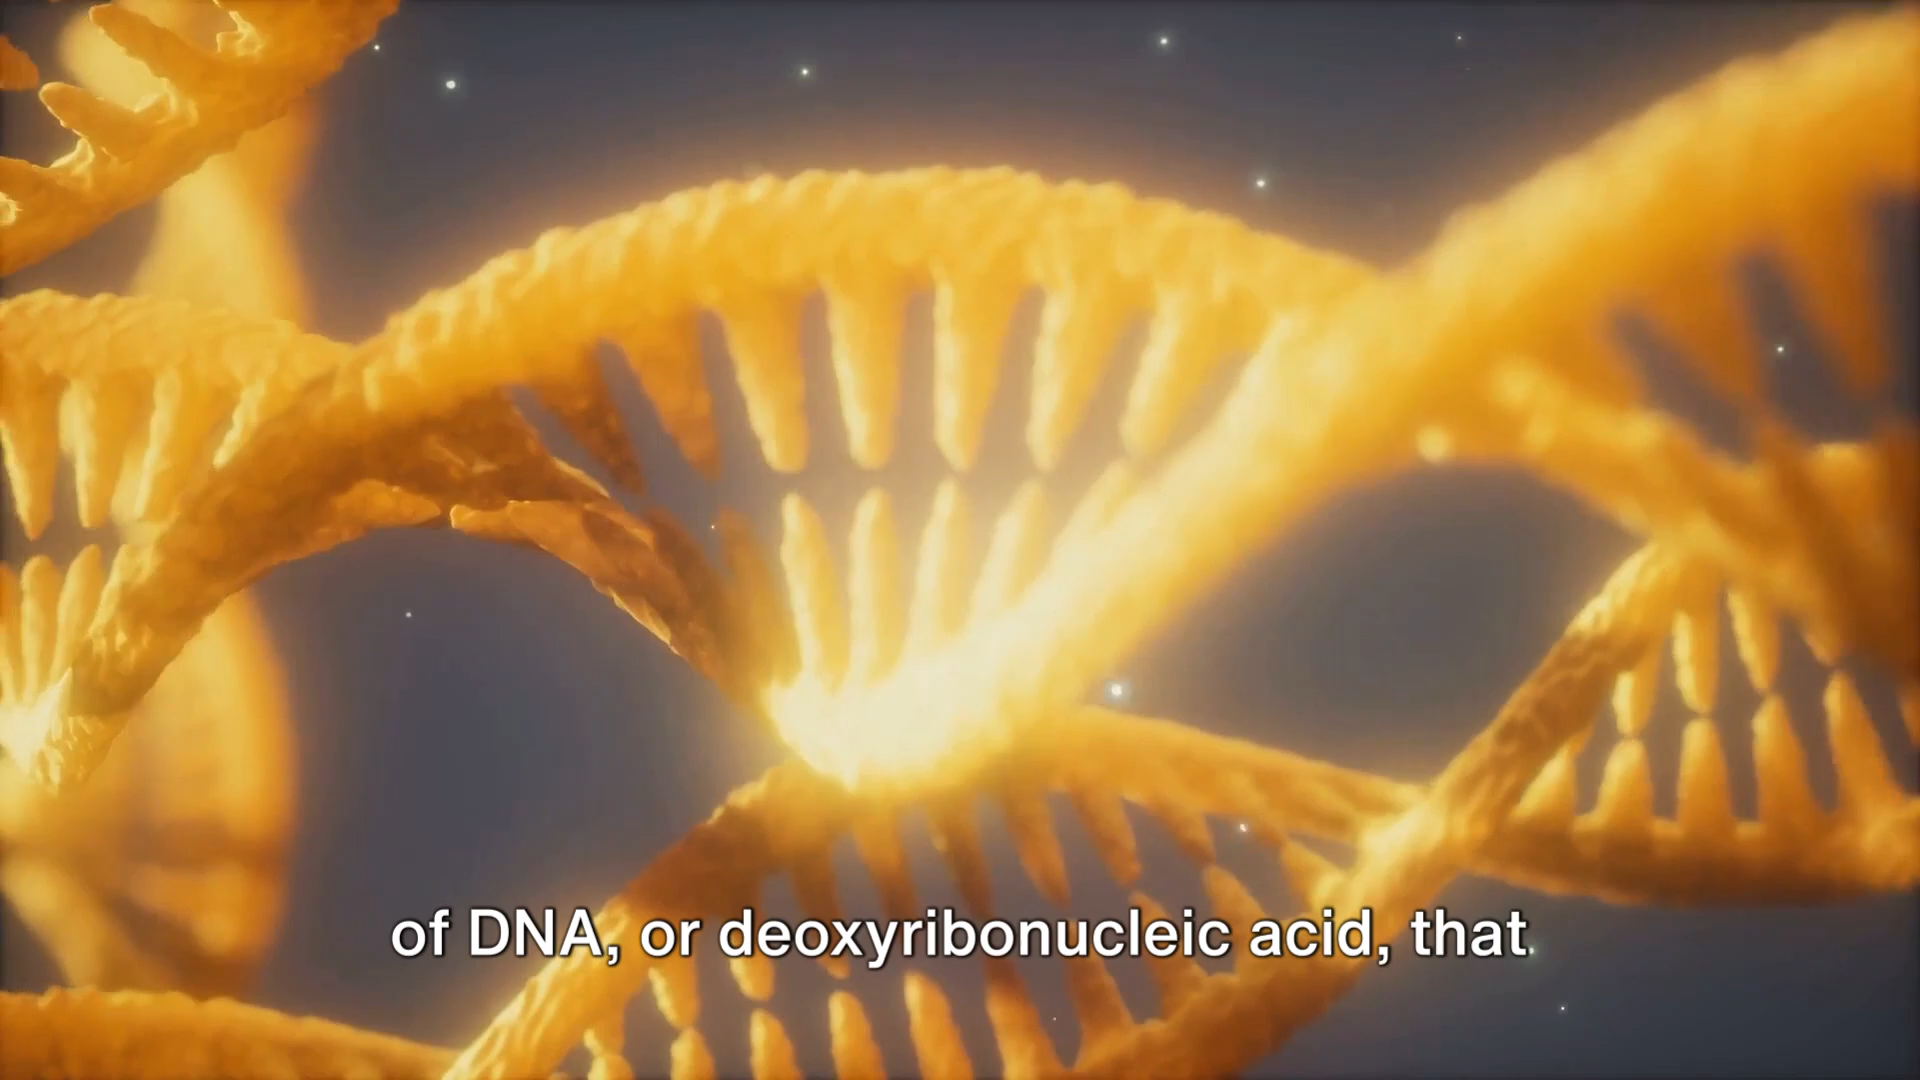 of DNA, or deoxyribonucleic acid, that